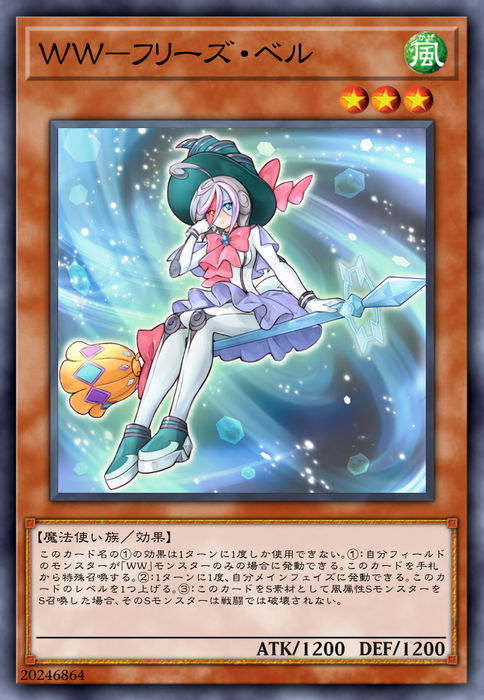 WW－フリーズ・ベル
かぜ
風
【魔法使い族／効果】
このカード名の①の効果は1ターンに1度しか使用できない。①：自分フィールド
のモンスターが「WW」モンスターのみの場合に発動できる。このカードを手札
から特殊召喚する。②：1ターンに1度、自分メインフェイズに発動できる。このカー
ドのレベルを1つ上げる。③：このカードをS素材として風属性Sモンスターを
S召喚した場合、そのSモンスターは戦闘では破壊されない。
ATK/1200 DEF/1200
20246864